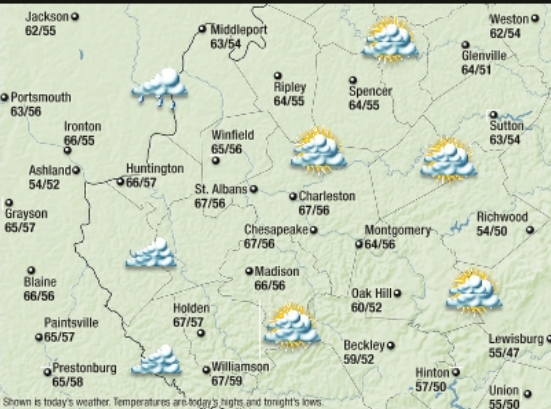 Jackson
62/55
Middleport
63/54
Weston
62/54
Glenville
64/51
Ripley
64/55
Spencer
64/55
Portsmouth
63/56
Sutton
63/54
Ironton
66/55
Winfield
65/56
Ashland
54/52
Huntington
66/57
St. Albans
67/56
Charleston
67/56
Grayson
65/57
Richwood
54/50
Chesapeake
67/56
Montgomery
64/56
Madison
66/56
Blaine
66/56
Oak Hill
60/52
Holden
67/57
Paintsville
65/57
Beckley
59/52
Lewisburg
55/47
Prestonburg
65/58
Williamson
67/59
Hinton
57/50
Union
55/50
Shown is today's weather. Temperatures are today's highs and tonight's lows.